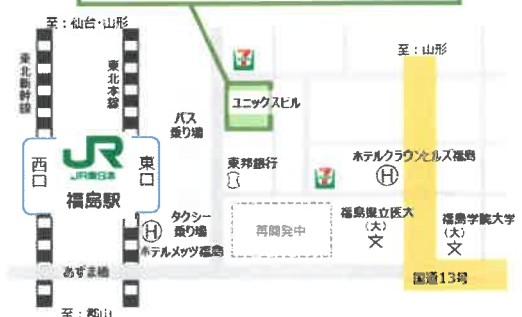 至：仙台・山形
東北新幹線
東北本線
至：山形
ユニックスビル
バス
乗り場
JR
JR東日本
福島駅
西口
東口
東邦銀行
ホテルクラウンヒルズ福島
タクシー
乗り場
ホテルメッツ福島
再開発中
福島県立医大
(大)
文
福島学院大学
(大)
文
あずま橋
国道13号
至：郡山
H
H
7
7